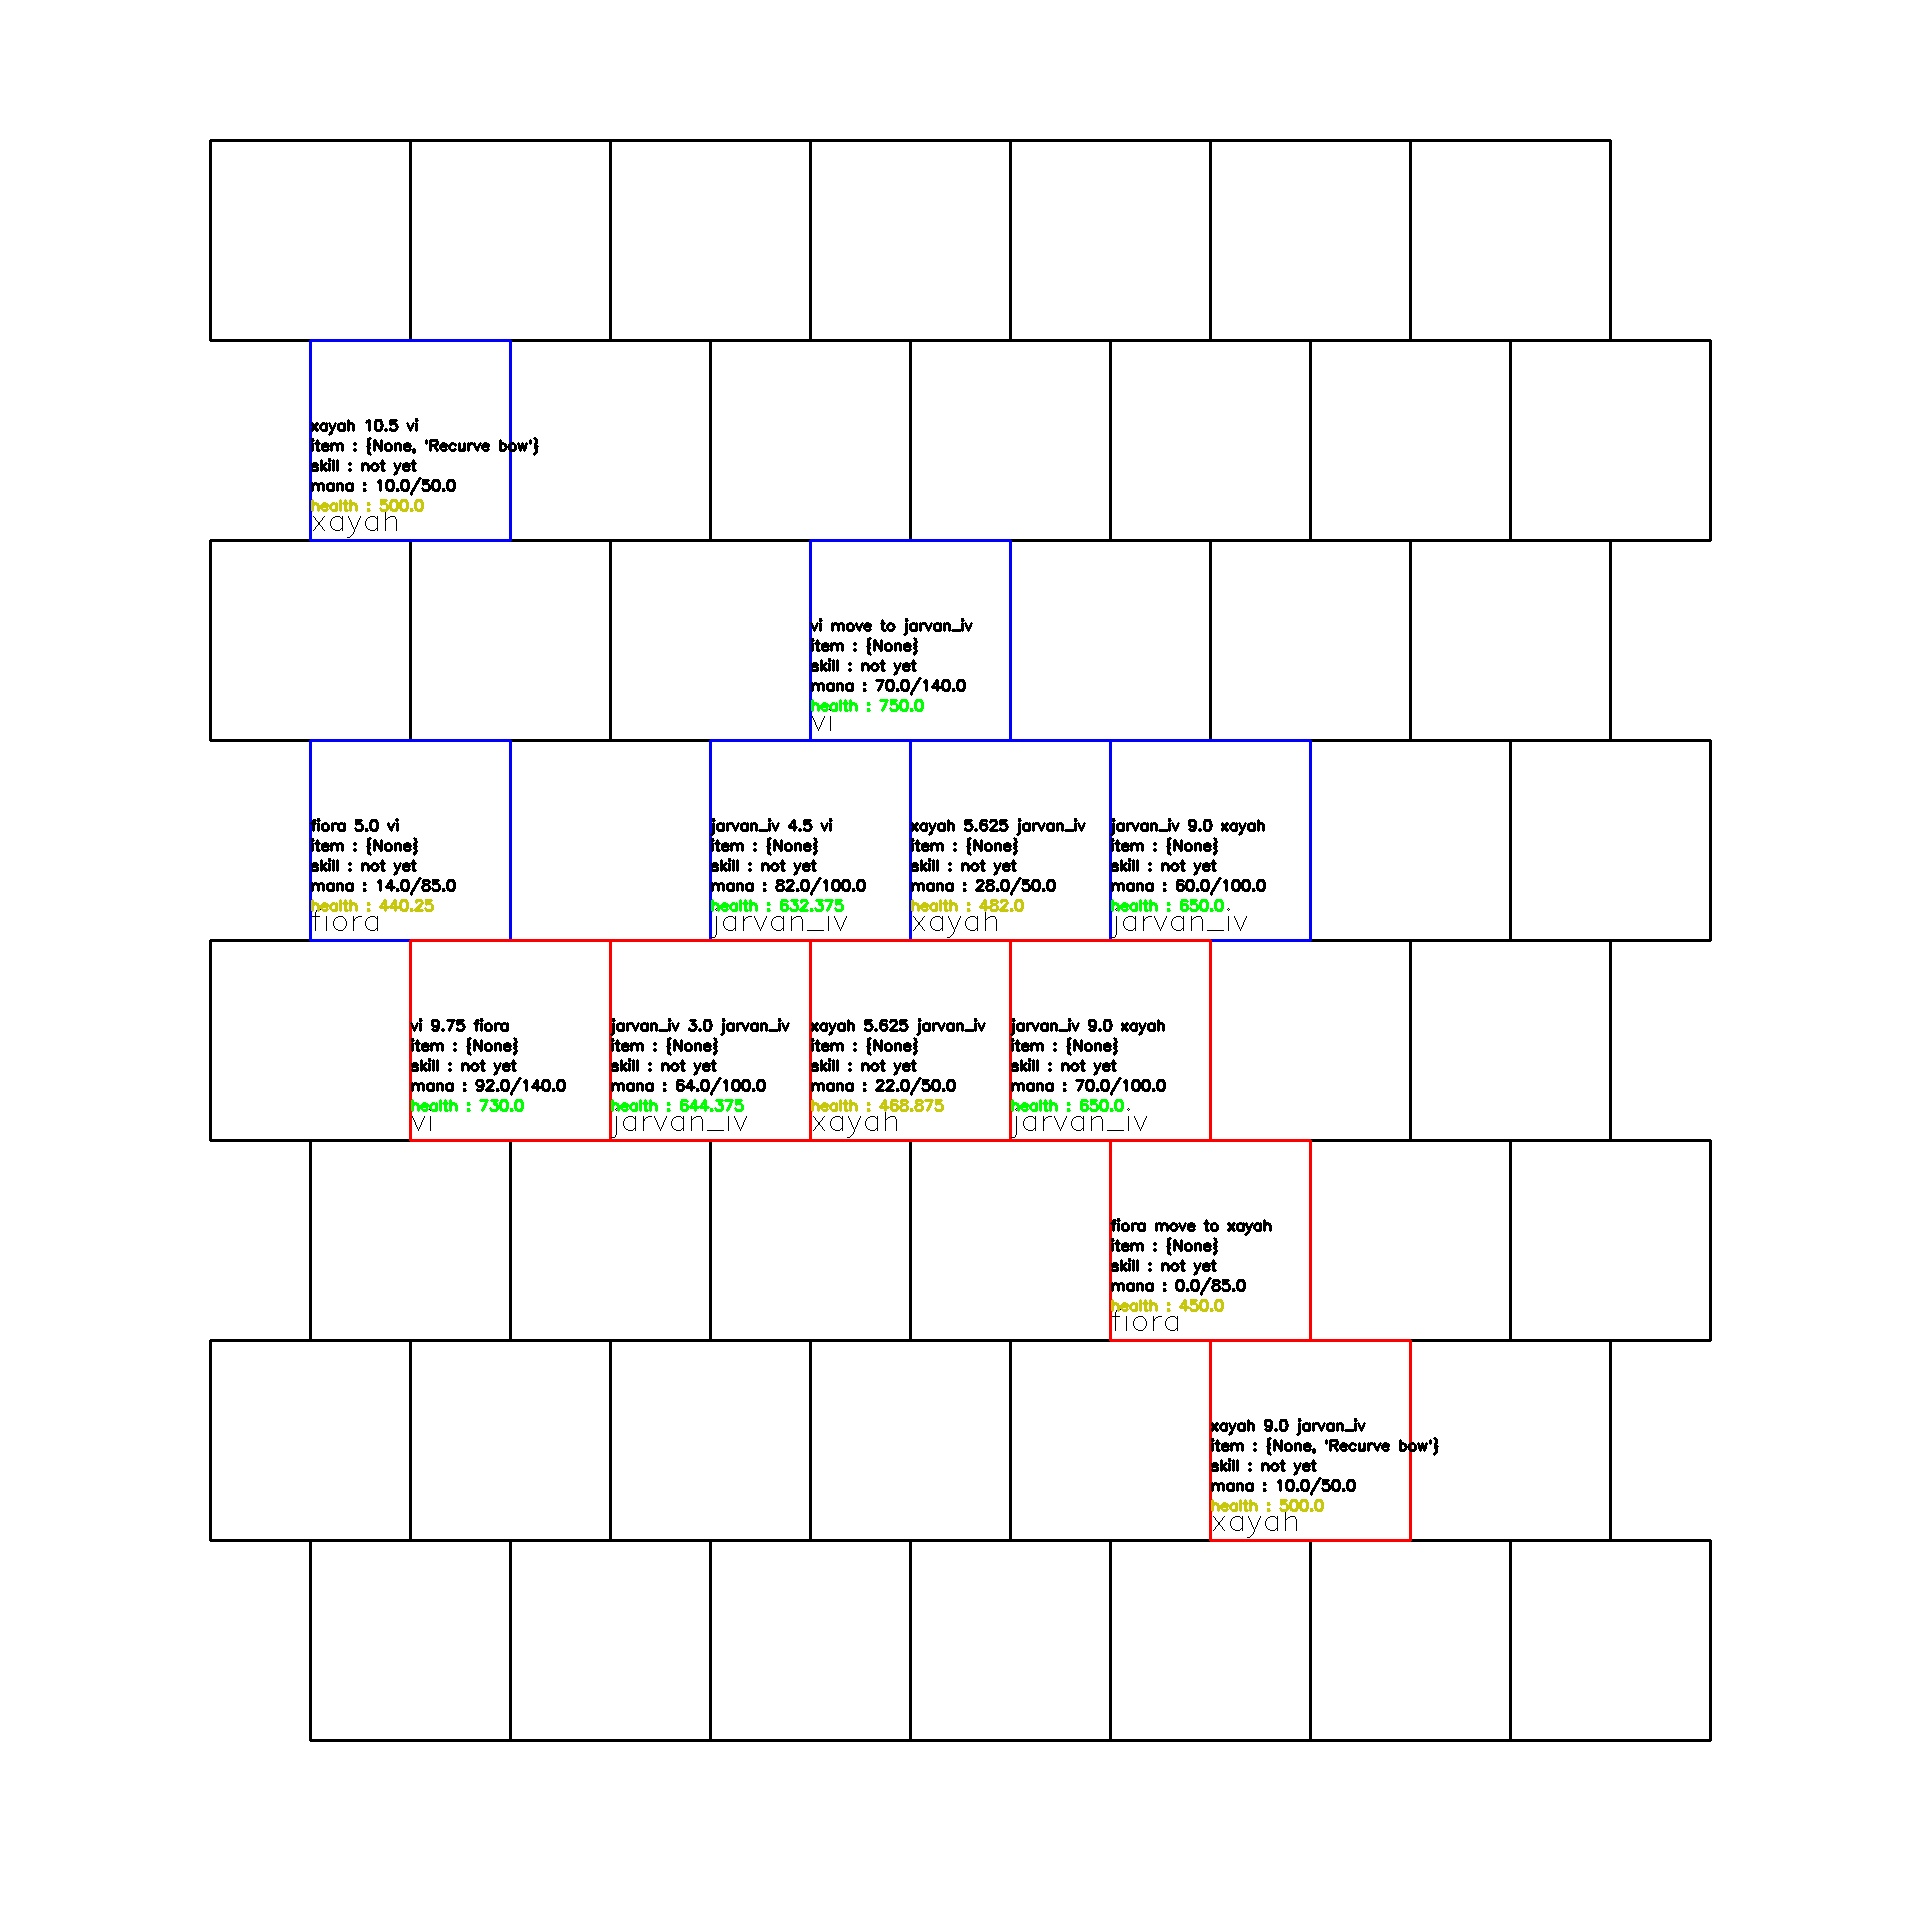 xayah 10.5 vi
item : {None, 'Recurve bow'}
skill : not yet
mana : 10.0/50.0
health : 500.0
xayah
vi move to jarvan_iv
item : {None}
skill : not yet
mana : 70.0/140.0
health : 750.0
vi
fiora 5.0 vi
item : {None}
skill : not yet
mana : 14.0/85.0
health : 440.25
fiora
jarvan_iv 4.5 vi
item : {None}
skill : not yet
mana : 82.0/100.0
health : 632.375
jarvan_iv
xayah 5.625 jarvan_iv
item : {None}
skill : not yet
mana : 28.0/50.0
health : 482.0
xayah
jarvan_iv 9.0 xayah
item : {None}
skill : not yet
mana : 60.0/100.0
health : 650.0
jarvan_iv
vi 9.75 fiora
item : {None}
skill : not yet
mana : 92.0/140.0
health : 730.0
vi
jarvan_iv 3.0 jarvan_iv
item : {None}
skill : not yet
mana : 64.0/100.0
health : 644.375
jarvan_iv
xayah 5.625 jarvan_iv
item : {None}
skill : not yet
mana : 22.0/50.0
health : 468.875
xayah
jarvan_iv 9.0 xayah
item : {None}
skill : not yet
mana : 70.0/100.0
health : 650.0
jarvan_iv
fiora move to xayah
item : {None}
skill : not yet
mana : 0.0/85.0
health : 450.0
fiora
xayah 9.0 jarvan_iv
item : {None, 'Recurve bow'}
skill : not yet
mana : 10.0/50.0
health : 500.0
xayah